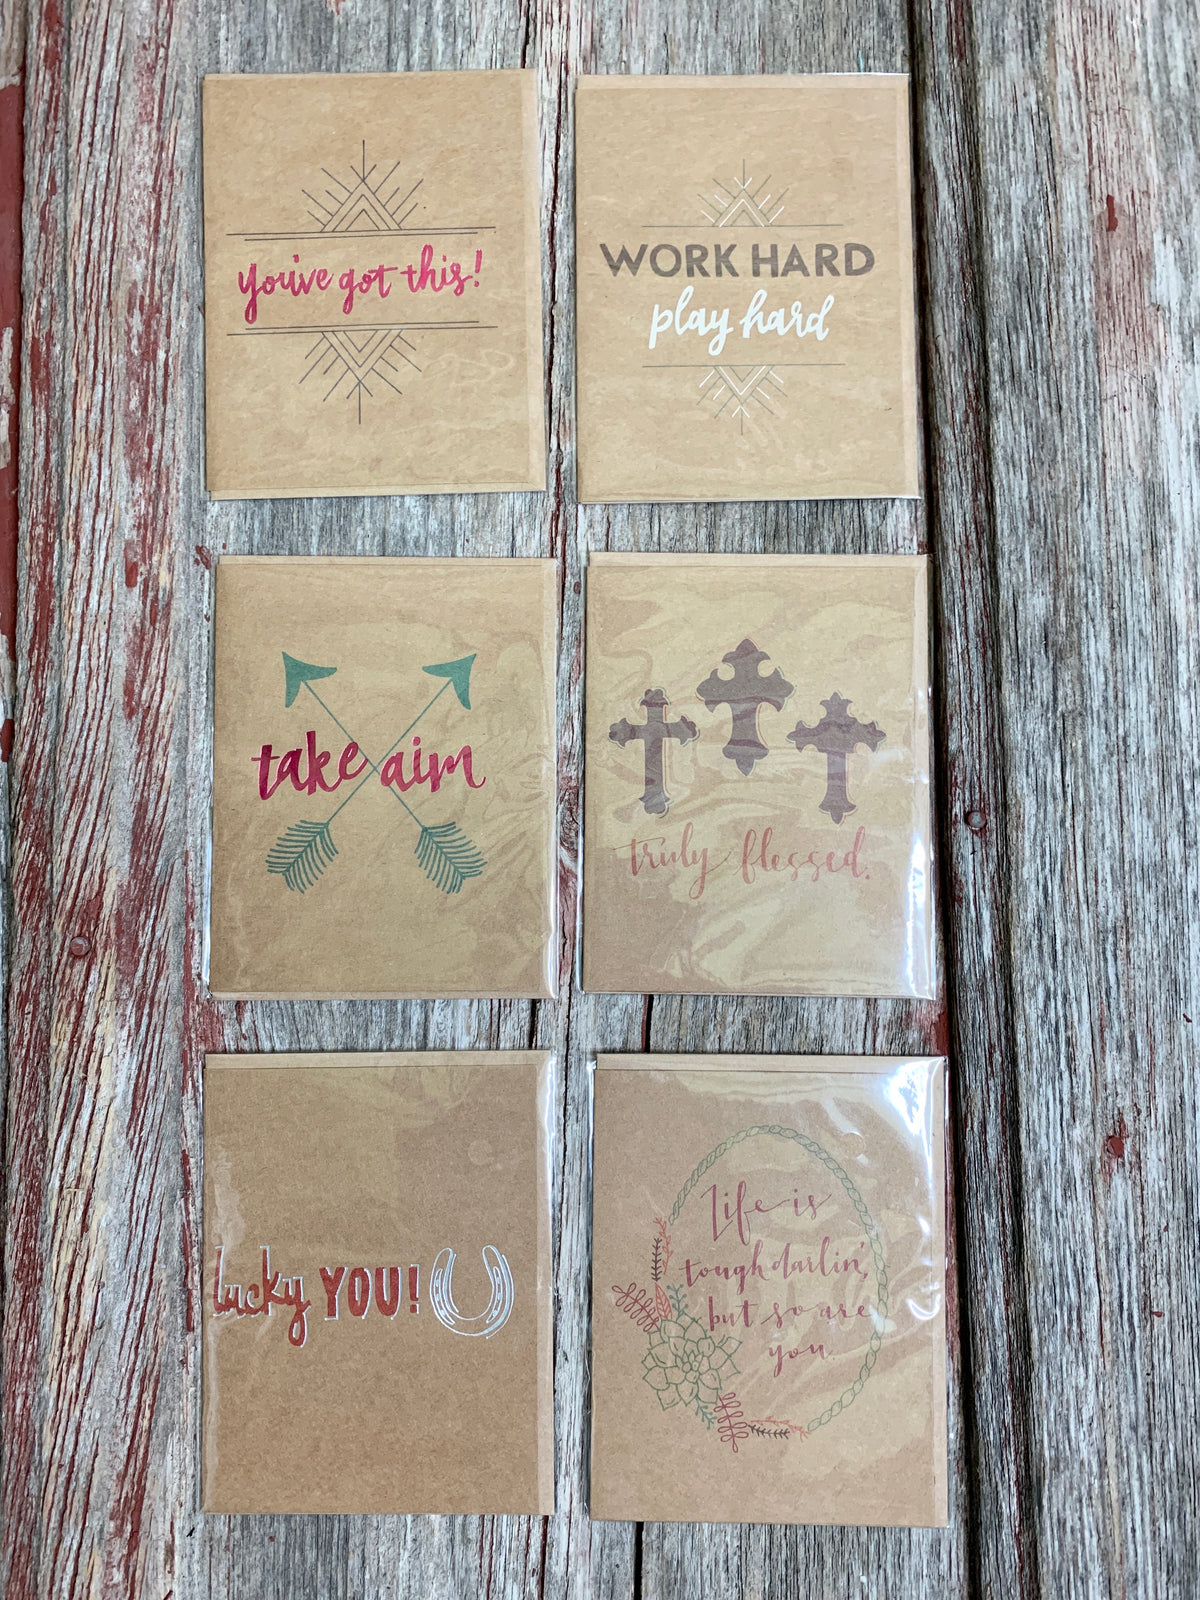 you've got this!
WORK HARD
play hard
take aim
truly blessed.
lucky YOU!
Life is
tough darlin',
but so are
you.